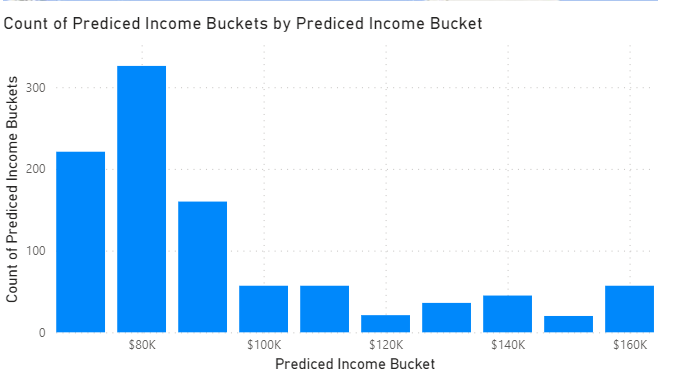 Count of Prediced Income Buckets by Prediced Income Bucket
Count of Prediced Income Buckets
300
200
100
0
$80K $100K $120K $140K $160K
Prediced Income Bucket